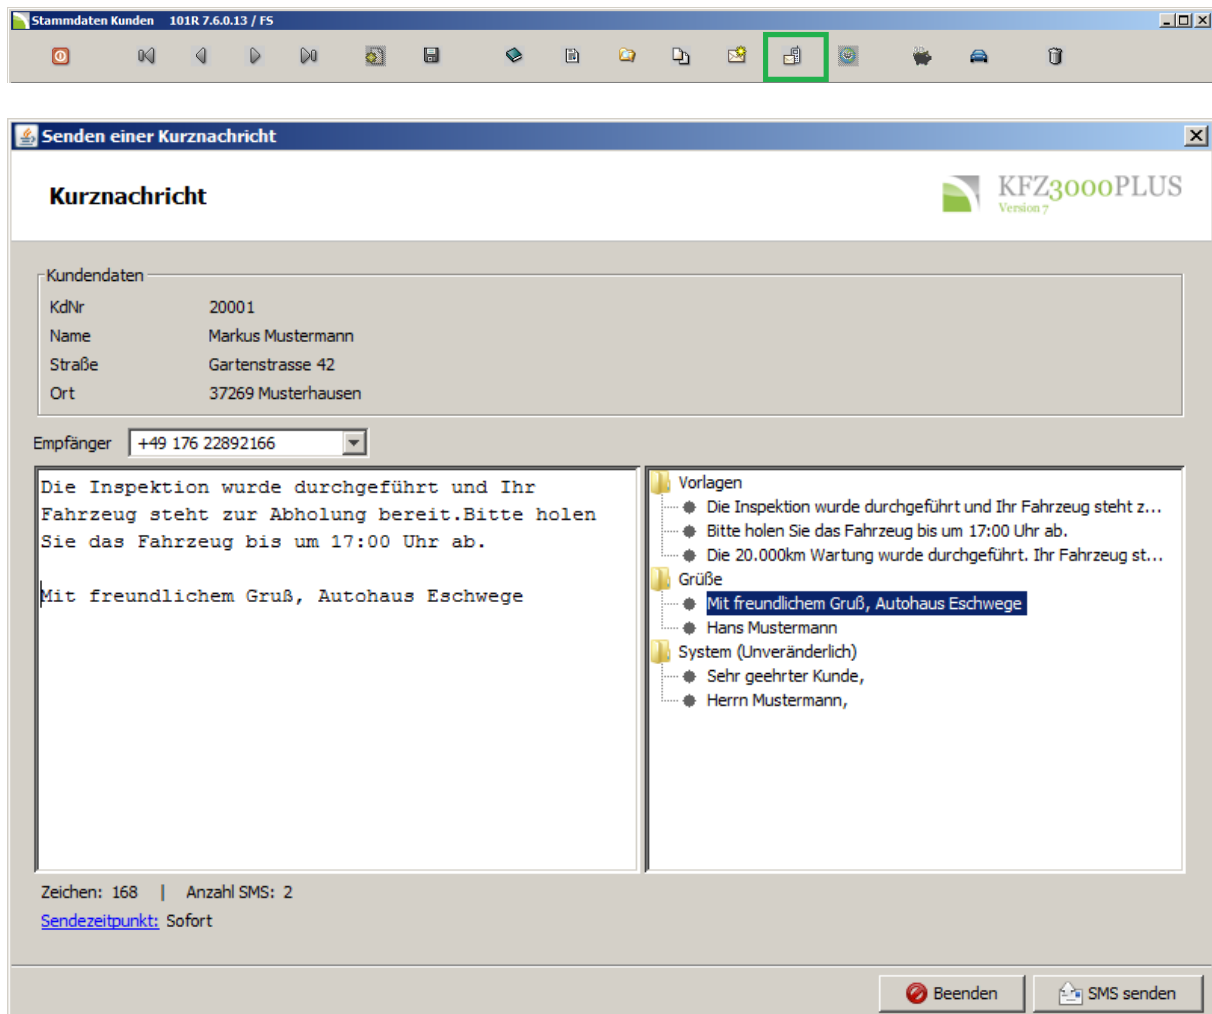 Stammdaten Kunden 101R 7.6.0.13 / FS
Senden einer Kurznachricht
Kurznachricht
KFZ3000PLUS
Version 7
Kundendaten
KdNr 20001
Name Markus Mustermann
Straße Gartenstrasse 42
Ort 37269 Musterhausen
Empfänger +49 176 22892166
Die Inspektion wurde durchgeführt und Ihr
Fahrzeug steht zur Abholung bereit.Bitte holen
Sie das Fahrzeug bis um 17:00 Uhr ab.
Mit freundlichem Gruß, Autohaus Eschwege
Vorlagen
Die Inspektion wurde durchgeführt und Ihr Fahrzeug steht z...
Bitte holen Sie das Fahrzeug bis um 17:00 Uhr ab.
Die 20.000km Wartung wurde durchgeführt. Ihr Fahrzeug st...
Grüße
Mit freundlichem Gruß, Autohaus Eschwege
Hans Mustermann
System (Unveränderlich)
Sehr geehrter Kunde,
Herrn Mustermann,
Zeichen: 168 | Anzahl SMS: 2
Sendezeitpunkt: Sofort
Beenden
SMS senden